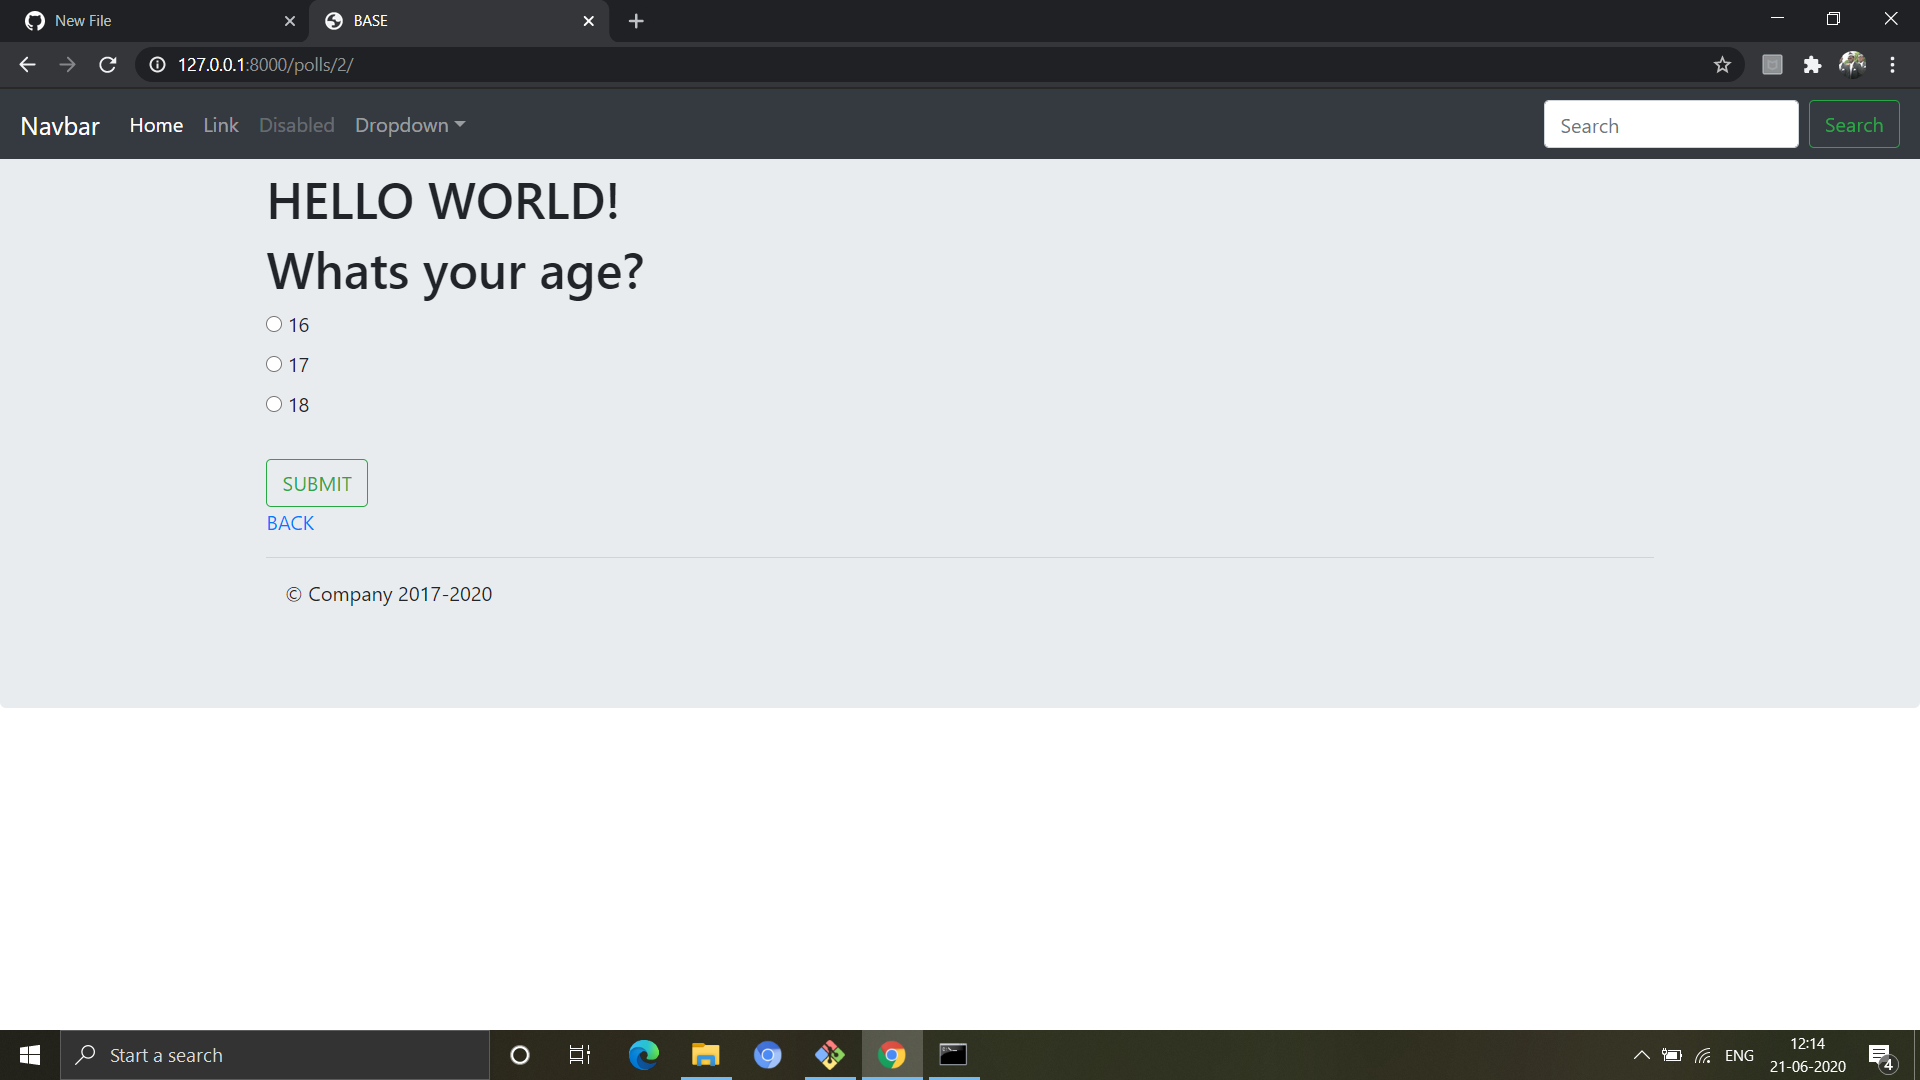 New File
BASE
127.0.0.1:8000/polls/2/
Navbar Home Link Disabled Dropdown Search Search
HELLO WORLD!
Whats your age?
16
17
18
SUBMIT
BACK
© Company 2017-2020
Start a search
ENG
12:14
21-06-2020
4